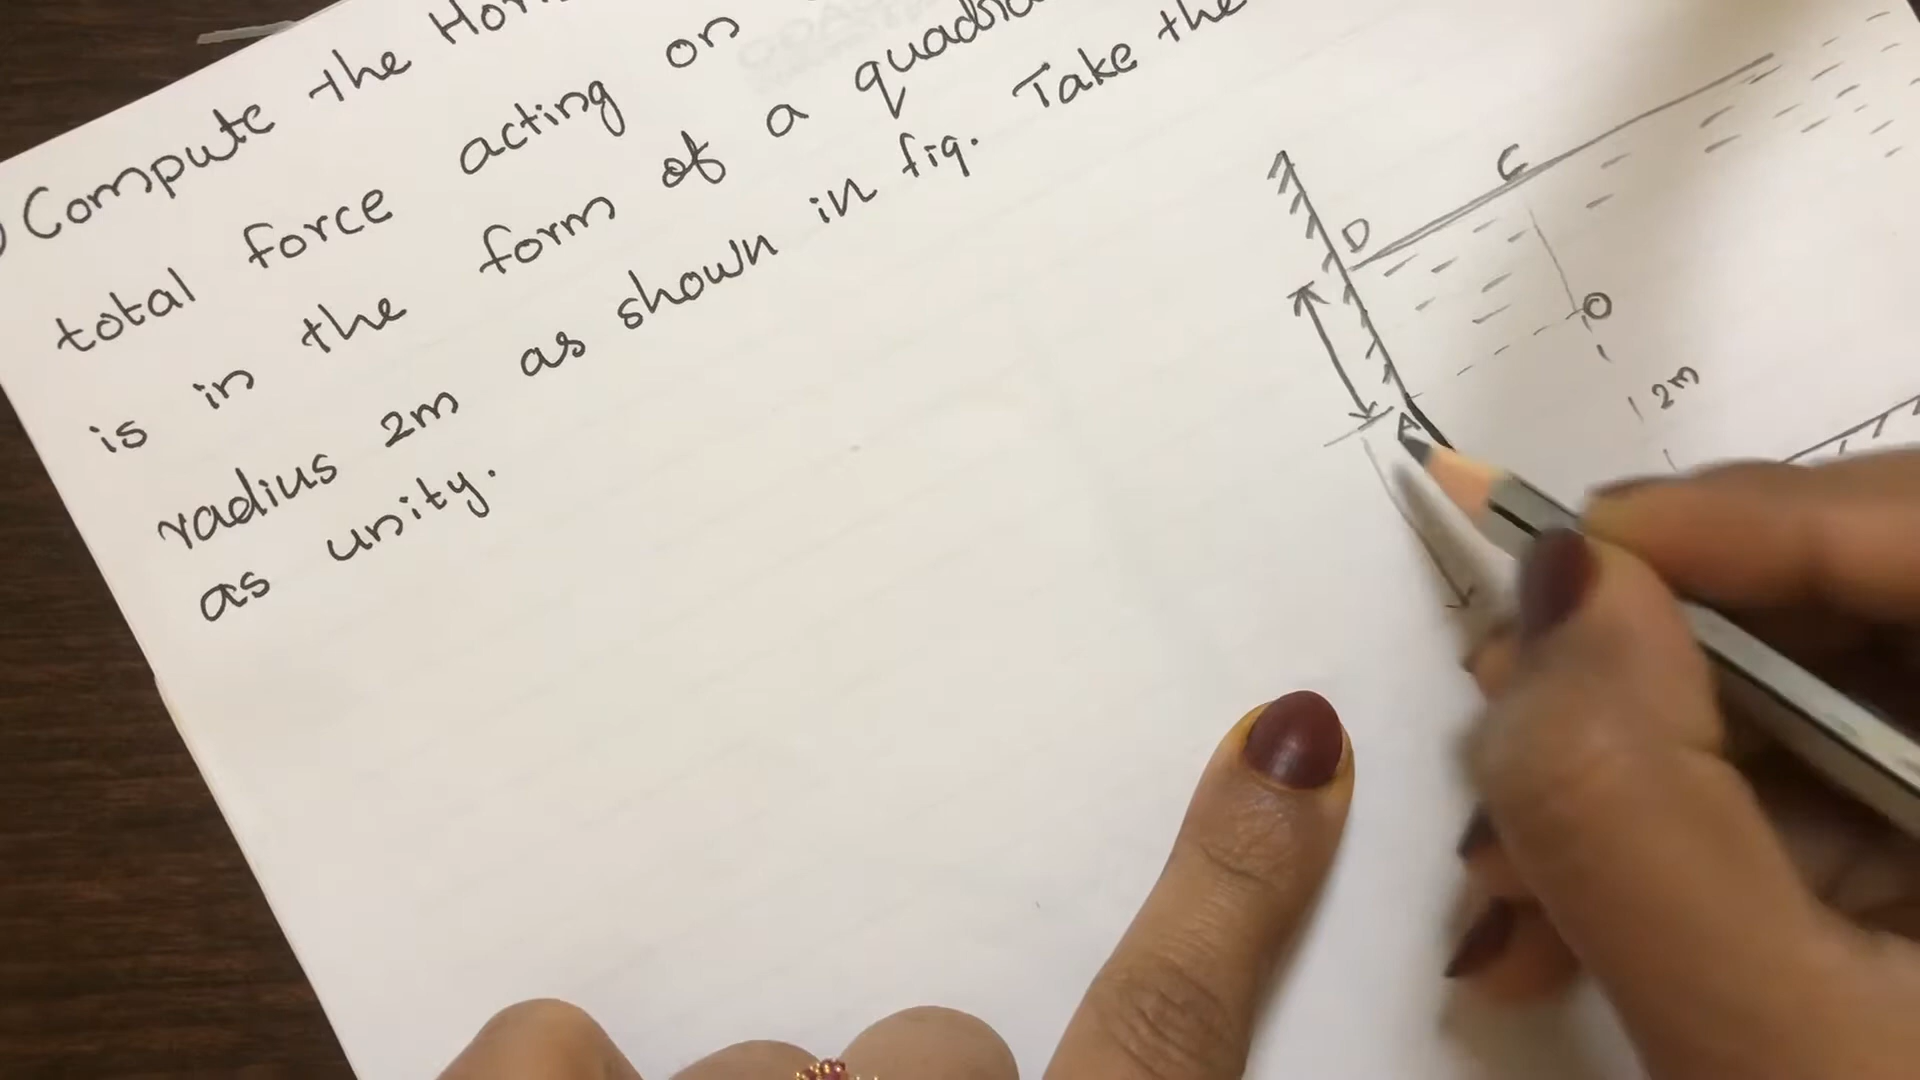 Compute the
total force acting on
is in the form of a
radius 2m as shown in fig. Take the
as unity.
D
C
O
2m
A